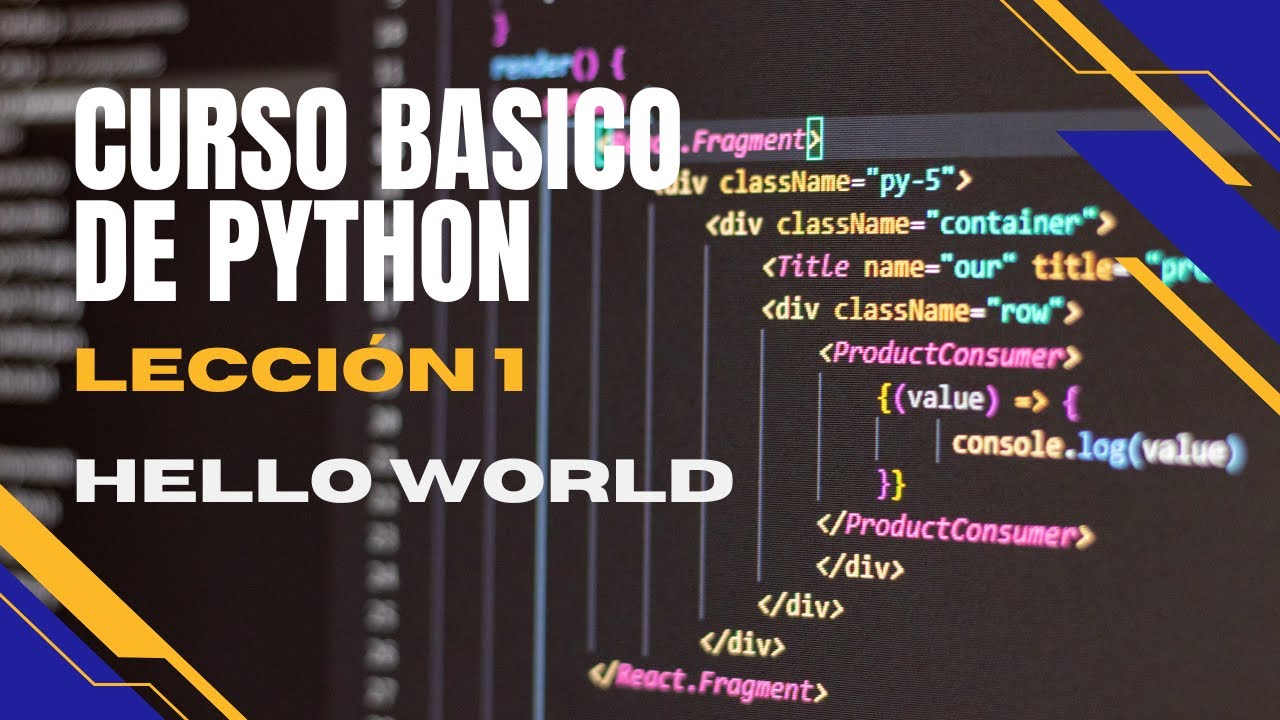 CURSO BASICO
DE PYTHON
LECCIÓN 1
HELLO WORLD
}
render() {
React.Fragment>
div className="py-5">
<div className="container">
<Title name="our" title=
<div className="row">
<ProductConsumer>
{(value) => {
console.log(value)
}}
</ProductConsumer>
</div>
</div>
</div>
</React.Fragment>